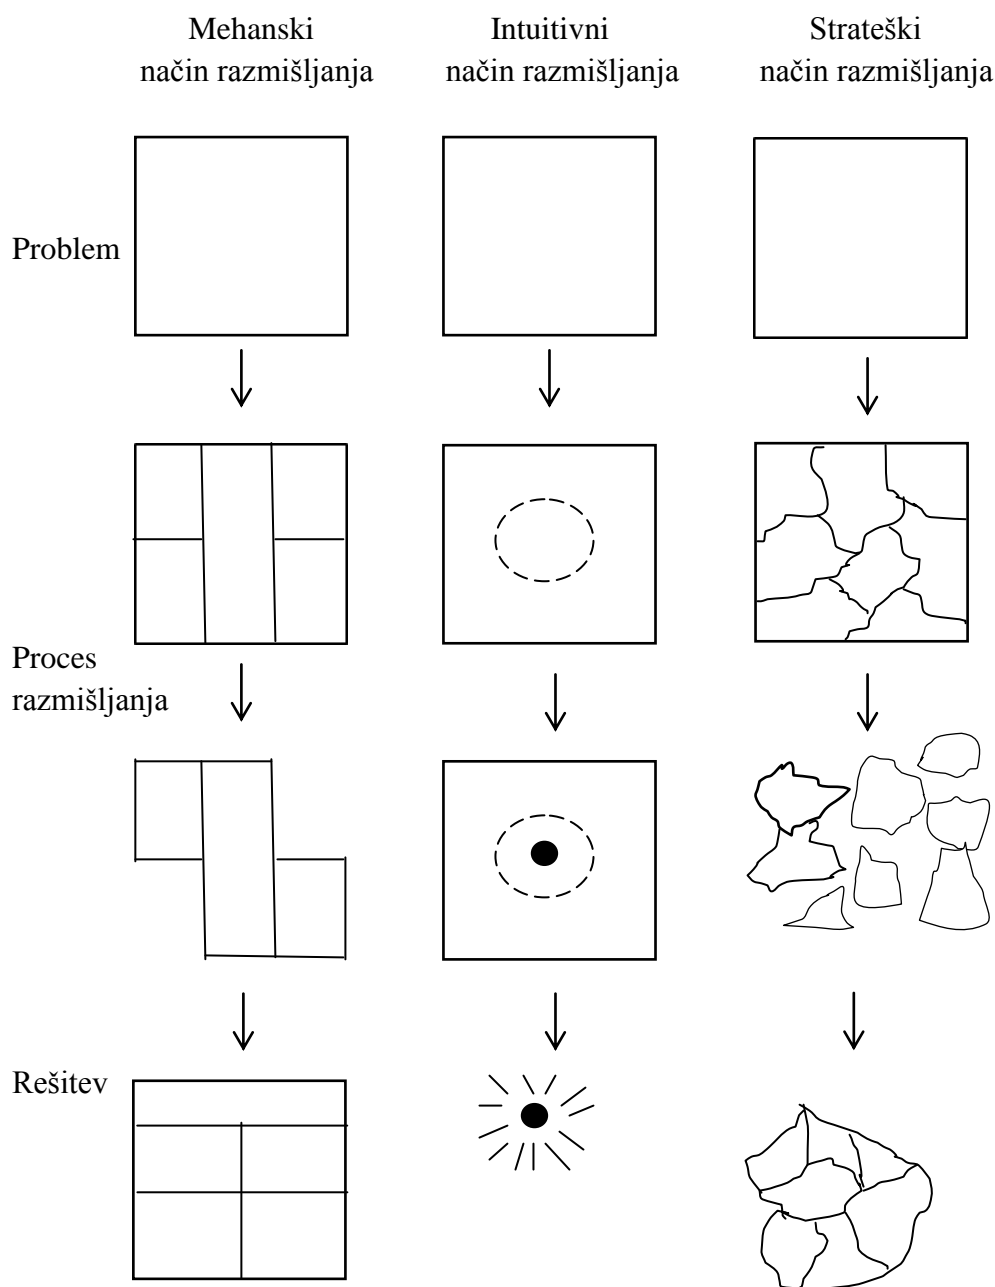 Mehanski
način razmišljanja
Intuitivni
način razmišljanja
Strateški
način razmišljanja
Problem
Proces
razmišljanja
Rešitev